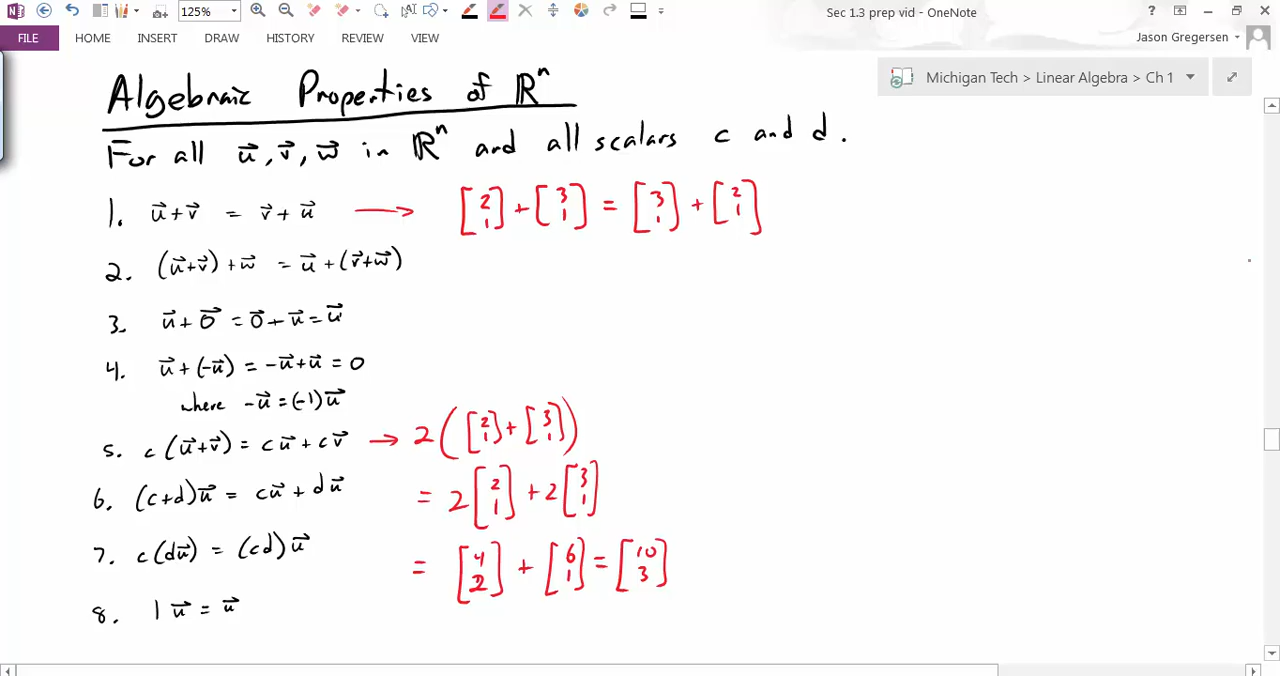 125%
Sec 1.3 prep vid - OneNote
FILE HOME INSERT DRAW HISTORY REVIEW VIEW
Jason Gregersen
Michigan Tech > Linear Algebra > Ch 1
Algebraic Properties of ℝⁿ
For all u⃗, v⃗, w⃗ in ℝⁿ and all scalars c and d.
1. u⃗+v⃗ = v⃗+u⃗ → [2 1] + [3 1] = [3 1] + [2 1]
2. (u⃗+v⃗)+w⃗ = u⃗+(v⃗+w⃗)
3. u⃗+0⃗ = 0⃗+u⃗ = u⃗
4. u⃗+(-u⃗) = -u⃗+u⃗ = 0
where -u⃗ = (-1)u⃗
5. c(u⃗+v⃗) = cu⃗+cv⃗ → 2([2 1]+[3 1])
6. (c+d)u⃗ = cu⃗+du⃗
= 2[2 1] + 2[3 1]
7. c(du⃗) = (cd)u⃗
= [4 2] + [6 1] = [10 3]
8. 1u⃗ = u⃗